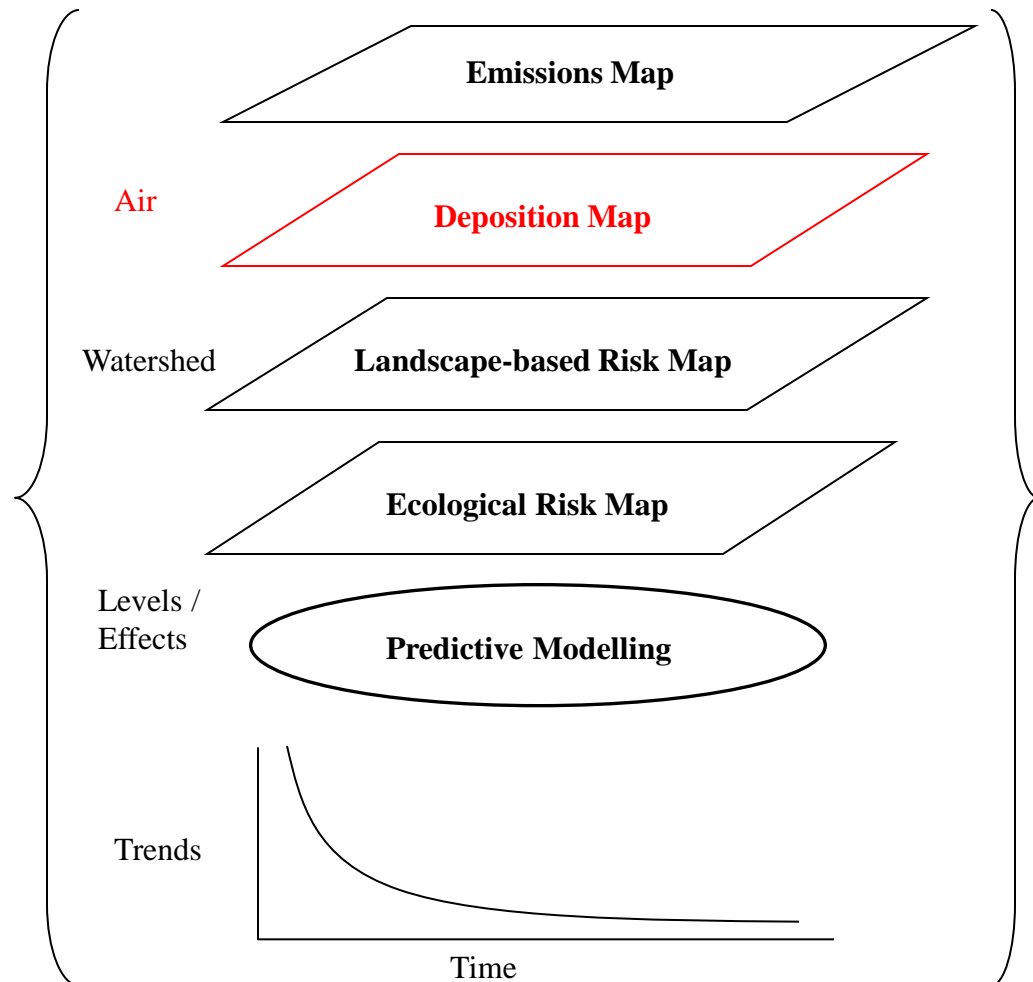 Emissions Map
Air
Deposition Map
Watershed
Landscape-based Risk Map
Ecological Risk Map
Levels /
Effects
Predictive Modelling
Trends
Time